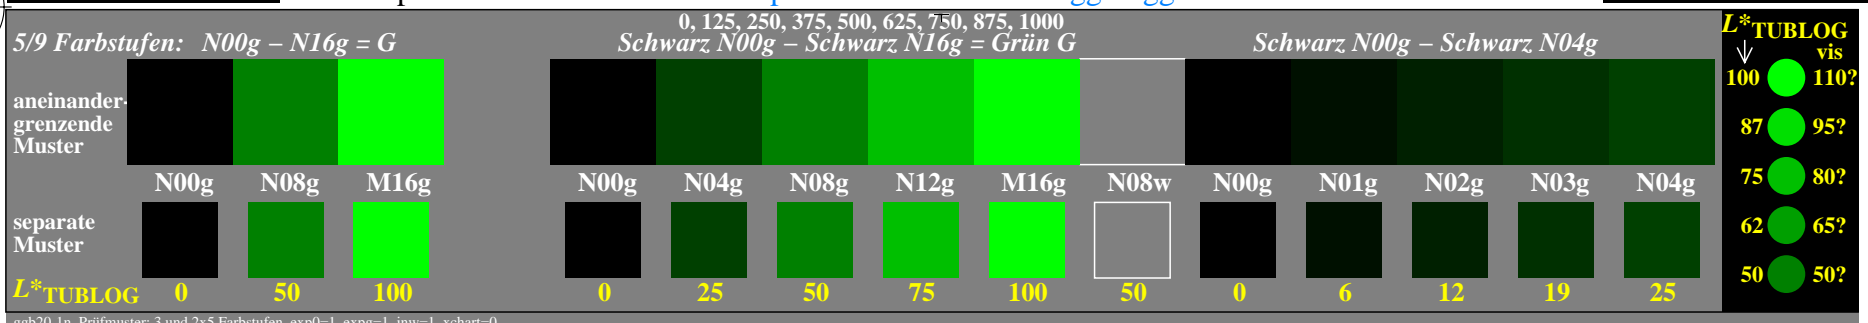 0, 125, 250, 375, 500, 625, 750, 875, 1000
5/9 Farbstufen: N00g – N16g = G
Schwarz N00g – Schwarz N16g = Grün G
Schwarz N00g – Schwarz N04g
L*TUBLOG
vis
aneinander-
grenzende
Muster
N00g N08g M16g N00g N04g N08g N12g M16g N08w N00g N01g N02g N03g N04g
separate
Muster
L*TUBLOG 0 50 100 0 25 50 75 100 50 0 6 12 19 25
100 110?
87 95?
75 80?
62 65?
50 50?